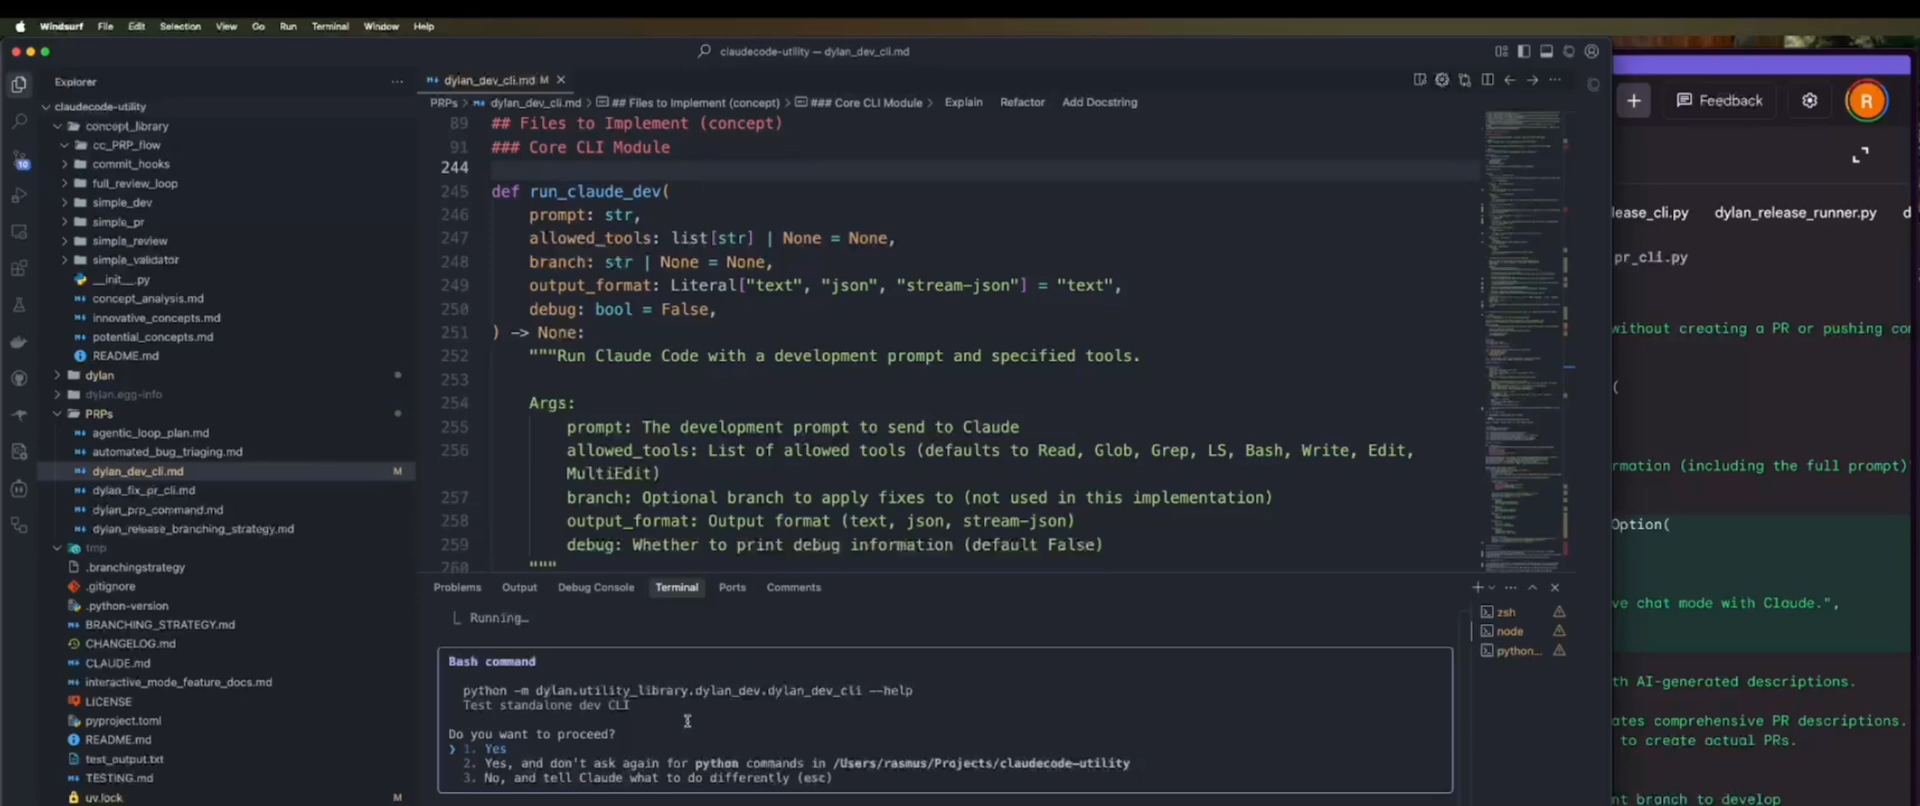 Windsurf File Edit Selection View Go Run Terminal Window Help
claudecode-utility — dylan_dev_cli.md
Explorer
claudecode-utility
concept_library
cc_PRP_flow
commit_hooks
full_review_loop
simple_dev
simple_pr
simple_review
simple_validator
__init__.py
concept_analysis.md
innovative_concepts.md
potential_concepts.md
README.md
dylan
dylan.egg-info
PRPs
agentic_loop_plan.md
automated_bug_triaging.md
dylan_dev_cli.md M
dylan_fix_pr_cli.md
dylan_prp_command.md
dylan_release_branching_strategy.md
tmp
.branchingstrategy
.gitignore
.python-version
BRANCHING_STRATEGY.md
CHANGELOG.md
CLAUDE.md
interactive_mode_feature_docs.md
LICENSE
pyproject.toml
README.md
test_output.txt
TESTING.md
uv.lock M
10
dylan_dev_cli.md M
PRPs > dylan_dev_cli.md > ## Files to Implement (concept) > ### Core CLI Module > Explain Refactor Add Docstring
89 ## Files to Implement (concept)
91 ### Core CLI Module
244
245 def run_claude_dev(
246 prompt: str,
247 allowed_tools: list[str] | None = None,
248 branch: str | None = None,
249 output_format: Literal["text", "json", "stream-json"] = "text",
250 debug: bool = False,
251 ) -> None:
252 """Run Claude Code with a development prompt and specified tools.
253
254 Args:
255 prompt: The development prompt to send to Claude
256 allowed_tools: List of allowed tools (defaults to Read, Glob, Grep, LS, Bash, Write, Edit,
MultiEdit)
257 branch: Optional branch to apply fixes to (not used in this implementation)
258 output_format: Output format (text, json, stream-json)
259 debug: Whether to print debug information (default False)
260 """
Problems Output Debug Console Terminal Ports Comments
Running…
Bash command
python -m dylan.utility_library.dylan_dev.dylan_dev_cli --help
Test standalone dev CLI
Do you want to proceed?
❯ 1. Yes
2. Yes, and don't ask again for python commands in /Users/rasmus/Projects/claudecode-utility
3. No, and tell Claude what to do differently (esc)
zsh
node
python...
Feedback
R
lease_cli.py dylan_release_runner.py d
pr_cli.py
without creating a PR or pushing com
(
rmation (including the full prompt)"
Option(
ve chat mode with Claude.",
th AI-generated descriptions.
ates comprehensive PR descriptions.
to create actual PRs.
nt branch to develop